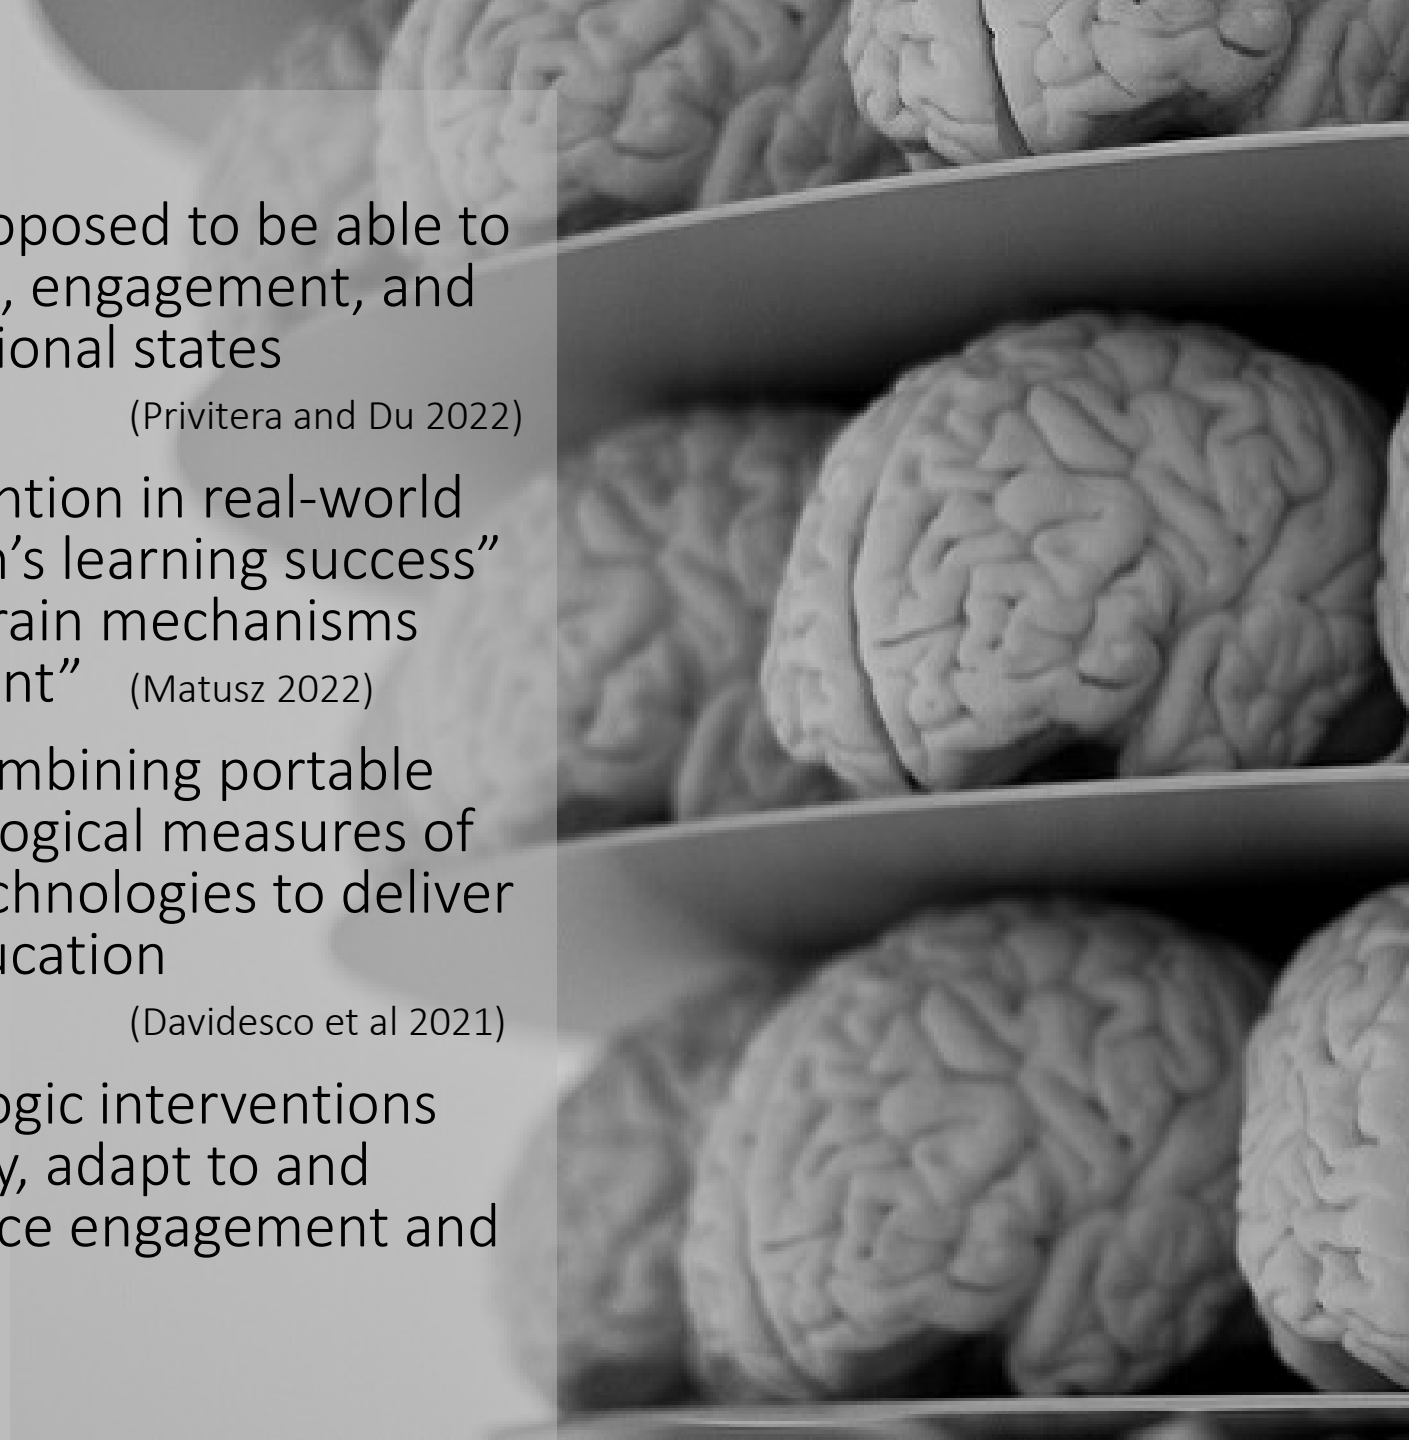 oposed to be able to
, engagement, and
ional states
(Privitera and Du 2022)
ntion in real-world
n’s learning success”
rain mechanisms
nt” (Matusz 2022)
mbining portable
ogical measures of
chnologies to deliver
ucation
(Davidesco et al 2021)
ogic interventions
y, adapt to and
ce engagement and